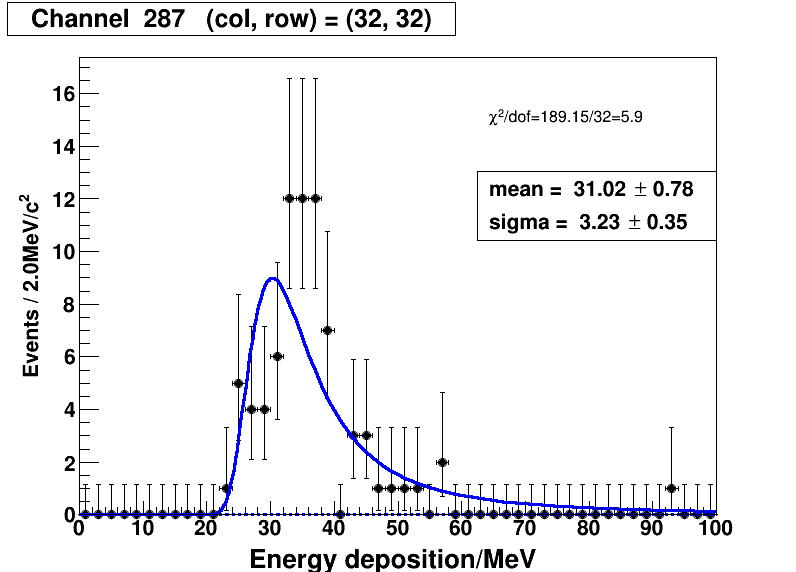 Channel 287 (col, row) = (32, 32)
χ²/dof=189.15/32=5.9
mean = 31.02 ± 0.78
sigma = 3.23 ± 0.35
Events / 2.0MeV/c²
16
14
12
10
8
6
4
2
0
0 10 20 30 40 50 60 70 80 90 100
Energy deposition/MeV